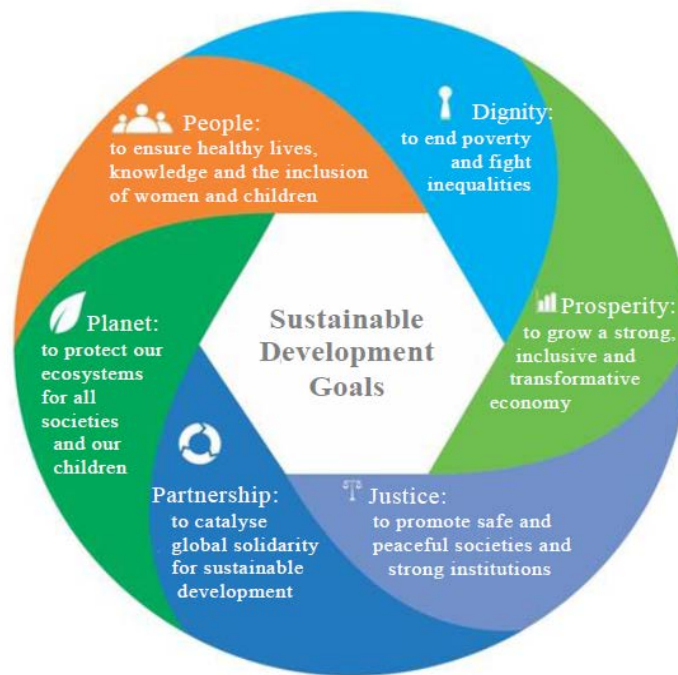 Sustainable
Development
Goals
Dignity:
to end poverty
and fight
inequalities
Prosperity:
to grow a strong,
inclusive and
transformative
economy
Justice:
to promote safe and
peaceful societies and
strong institutions
Partnership:
to catalyse
global solidarity
for sustainable
development
Planet:
to protect our
ecosystems
for all
societies
and our
children
People:
to ensure healthy lives,
knowledge and the inclusion
of women and children